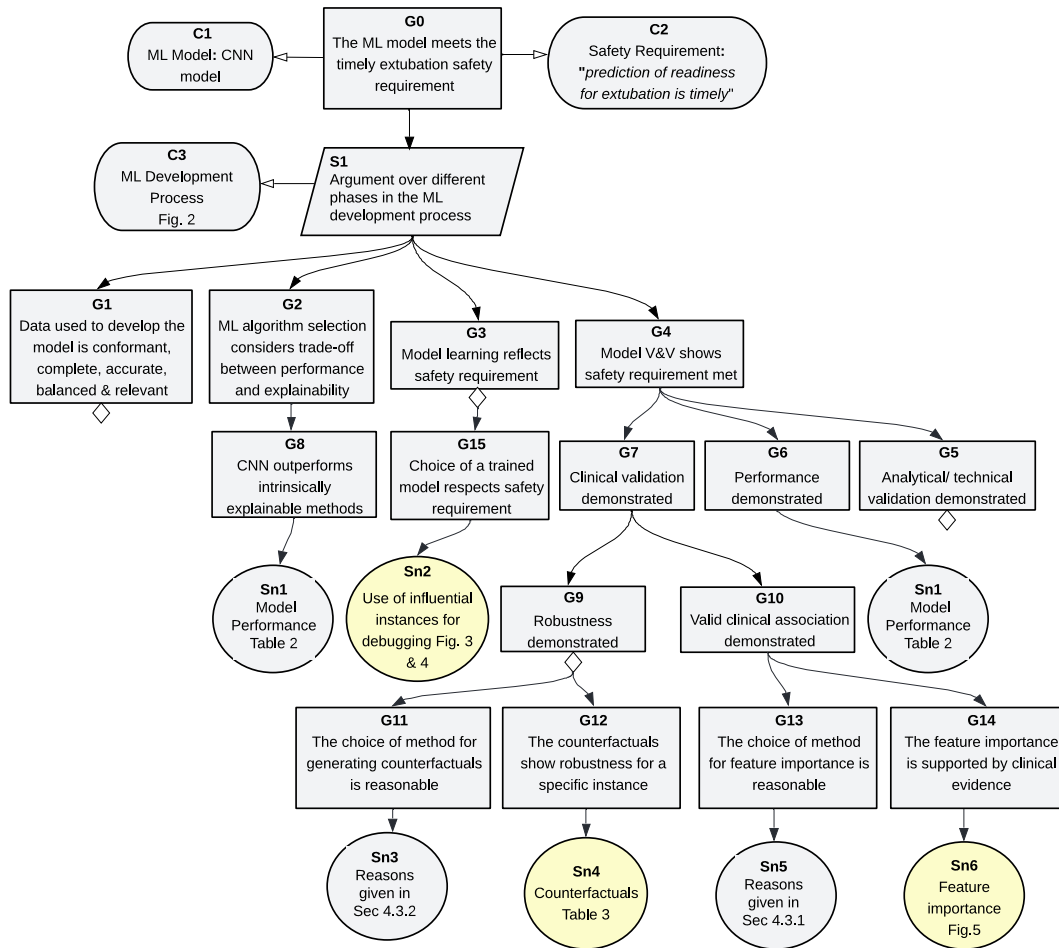 C1
ML Model: CNN
model
G0
The ML model meets the
timely extubation safety
requirement
C2
Safety Requirement:
"prediction of readiness
for extubation is timely"
C3
ML Development
Process
Fig. 2
S1
Argument over different
phases in the ML
development process
G1
Data used to develop the
model is conformant,
complete, accurate,
balanced & relevant
G2
ML algorithm selection
considers trade-off
between performance
and explainability
G3
Model learning reflects
safety requirement
G4
Model V&V shows
safety requirement met
G8
CNN outperforms
intrinsically
explainable methods
G15
Choice of a trained
model respects safety
requirement
G7
Clinical validation
demonstrated
G6
Performance
demonstrated
G5
Analytical/ technical
validation demonstrated
Sn1
Model
Performance
Table 2
Sn2
Use of influential
instances for
debugging Fig. 3
& 4
G9
Robustness
demonstrated
G10
Valid clinical association
demonstrated
Sn1
Model
Performance
Table 2
G11
The choice of method for
generating counterfactuals
is reasonable
G12
The counterfactuals
show robustness for a
specific instance
G13
The choice of method
for feature importance is
reasonable
G14
The feature importance
is supported by clinical
evidence
Sn3
Reasons
given in
Sec 4.3.2
Sn4
Counterfactuals
Table 3
Sn5
Reasons
given in
Sec 4.3.1
Sn6
Feature
importance
Fig.5